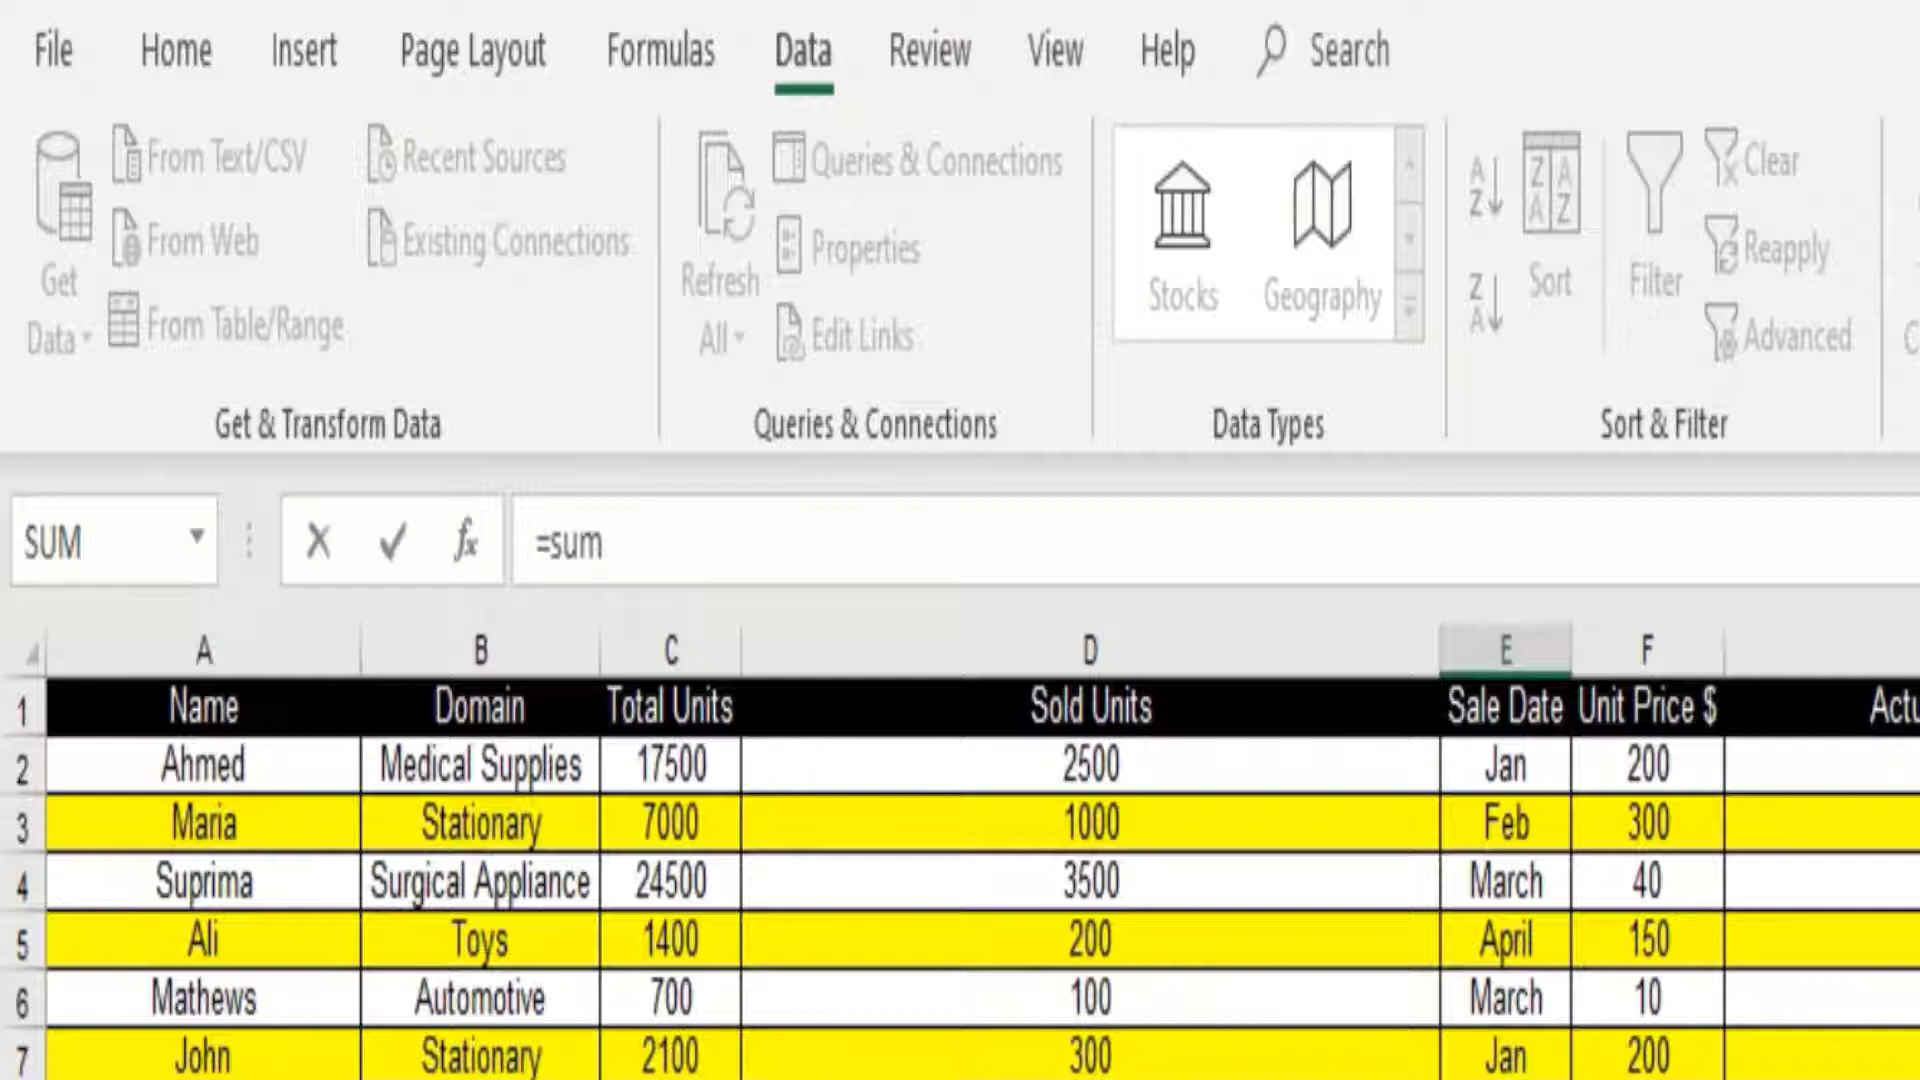 File Home Insert Page Layout Formulas Data Review View Help Search
From Text/CSV Recent Sources Queries & Connections Clear
From Web Existing Connections Properties Reapply
Get Data Refresh All Stocks Geography Sort Filter
From Table/Range Edit Links Advanced
Get & Transform Data Queries & Connections Data Types Sort & Filter
SUM fx =sum
A B C D E F
1 Name Domain Total Units Sold Units Sale Date Unit Price $ Actu
2 Ahmed Medical Supplies 17500 2500 Jan 200
3 Maria Stationary 7000 1000 Feb 300
4 Suprima Surgical Appliance 24500 3500 March 40
5 Ali Toys 1400 200 April 150
6 Mathews Automotive 700 100 March 10
7 John Stationary 2100 300 Jan 200